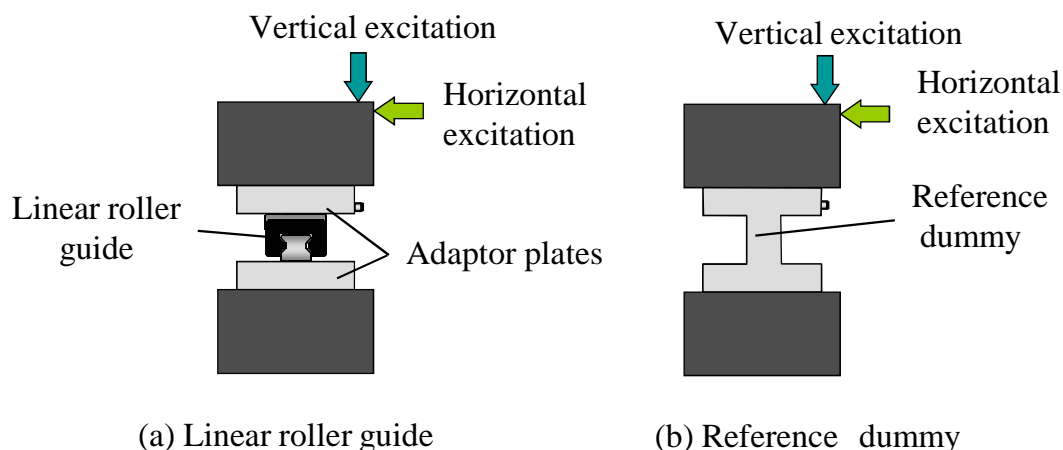 Vertical excitation
Horizontal
excitation
Linear roller
guide
Adaptor plates
(a) Linear roller guide
Vertical excitation
Horizontal
excitation
Reference
dummy
(b) Reference dummy